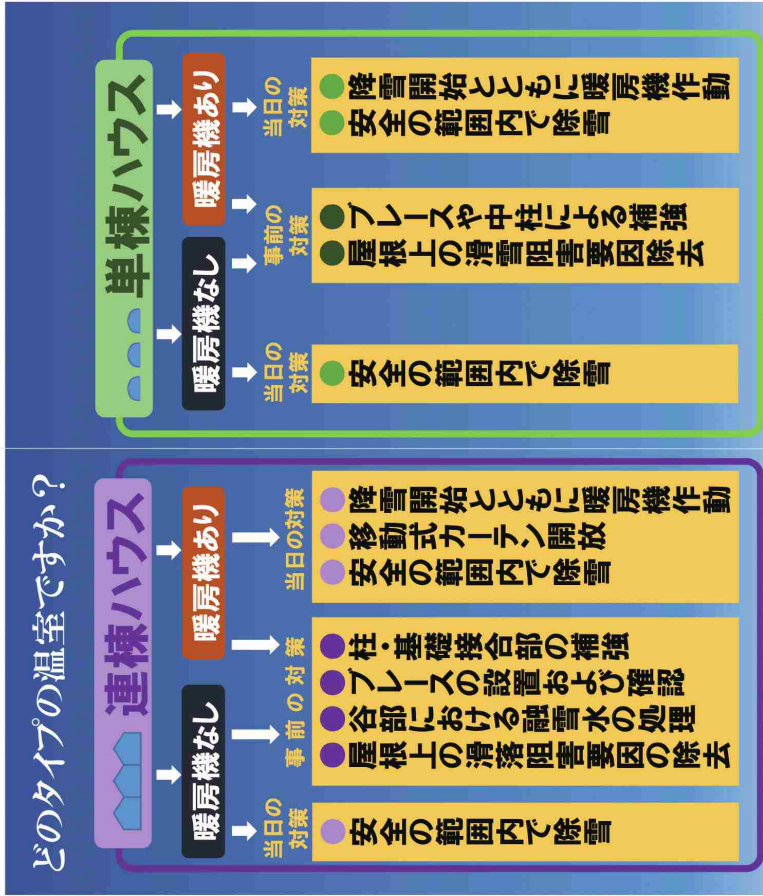 どのタイプの温室ですか?
連棟ハウス
暖房機なし
暖房機あり
当日の
対策
事前の対策
当日の対策
●安全の範囲内で除雪
●柱・基礎接合部の補強
●ブレースの設置および確認
●谷部における融雪水の処理
●屋根上の滑落阻害要因の除去
●降雪開始とともに暖房機作動
●移動式カーテン開放
●安全の範囲内で除雪
単棟ハウス
暖房機なし
暖房機あり
当日の
対策
事前の
対策
当日の
対策
●安全の範囲内で除雪
●ブレースや中柱による補強
●屋根上の滑雪阻害要因除去
●降雪開始とともに暖房機作動
●安全の範囲内で除雪